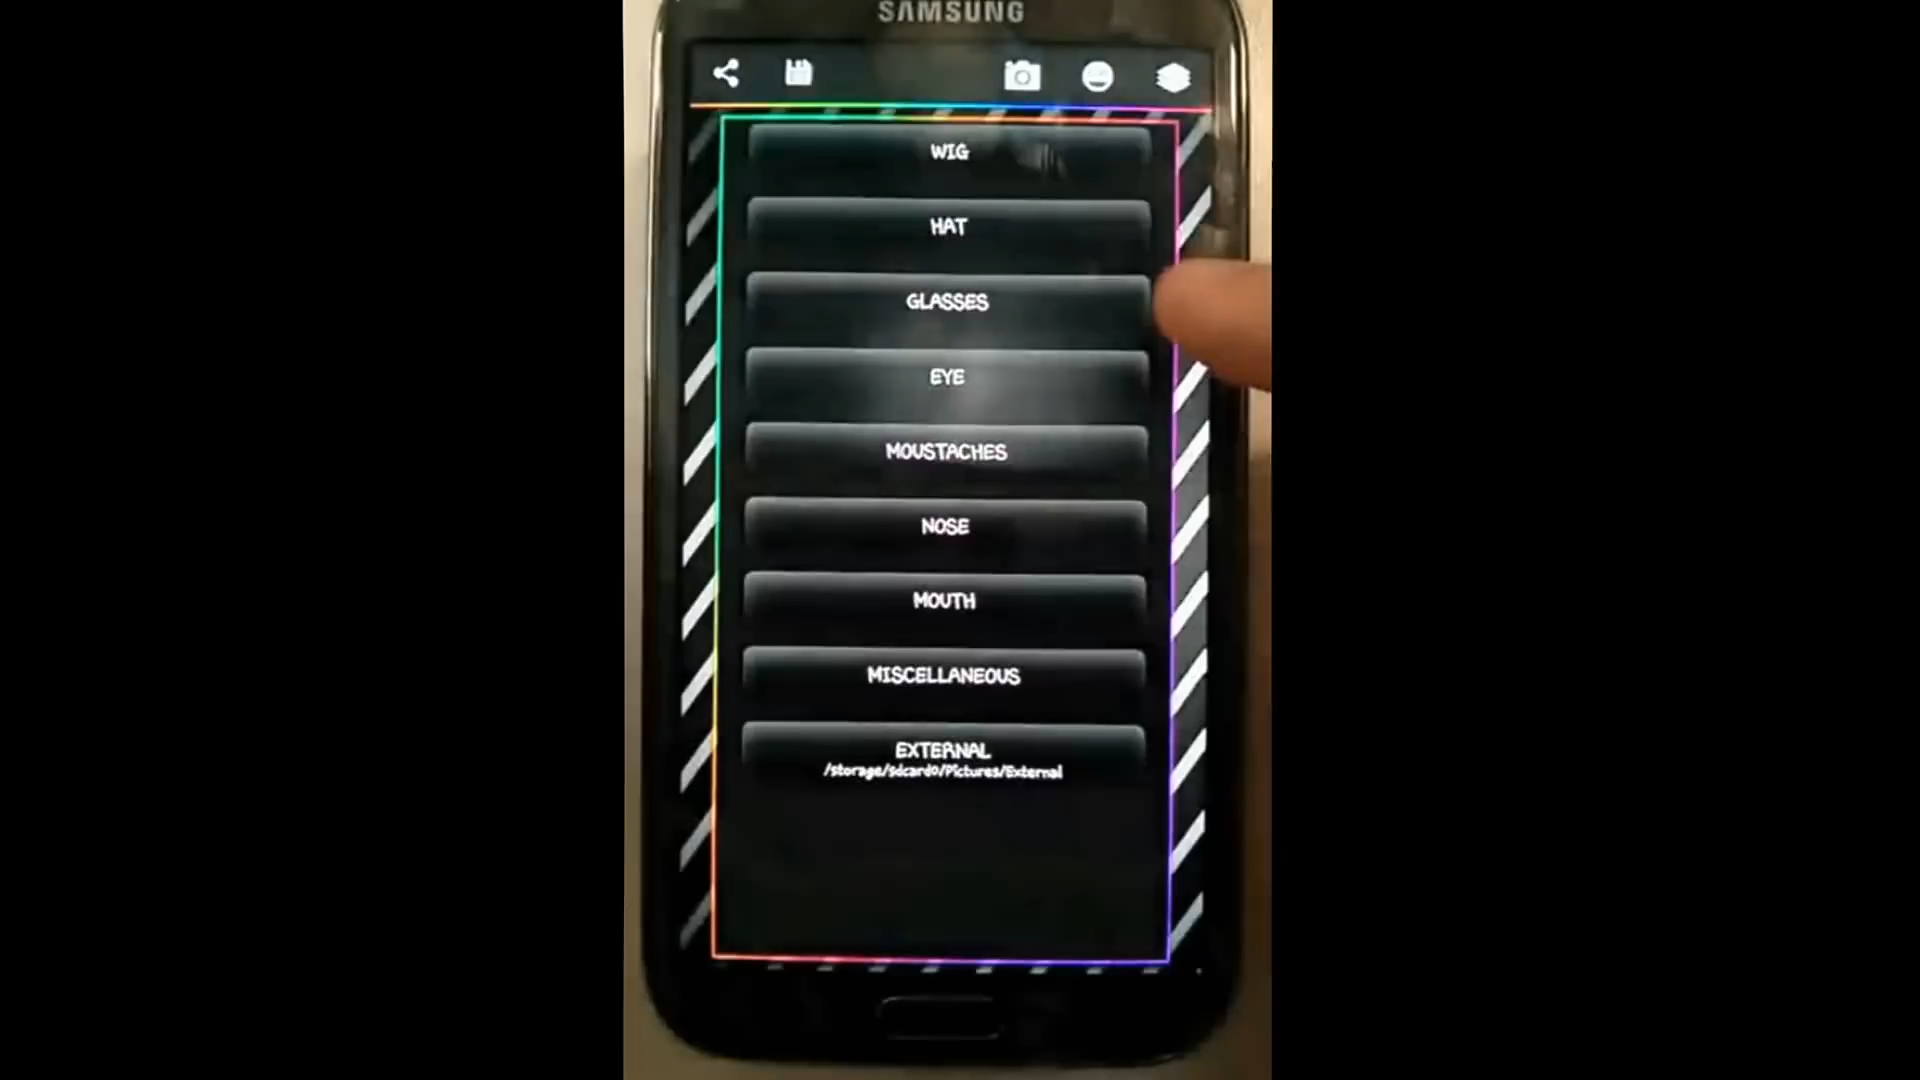 SAMSUNG
WIG
HAT
GLASSES
EYE
MOUSTACHES
NOSE
MOUTH
MISCELLANEOUS
EXTERNAL
/storage/sdcard0/Pictures/External